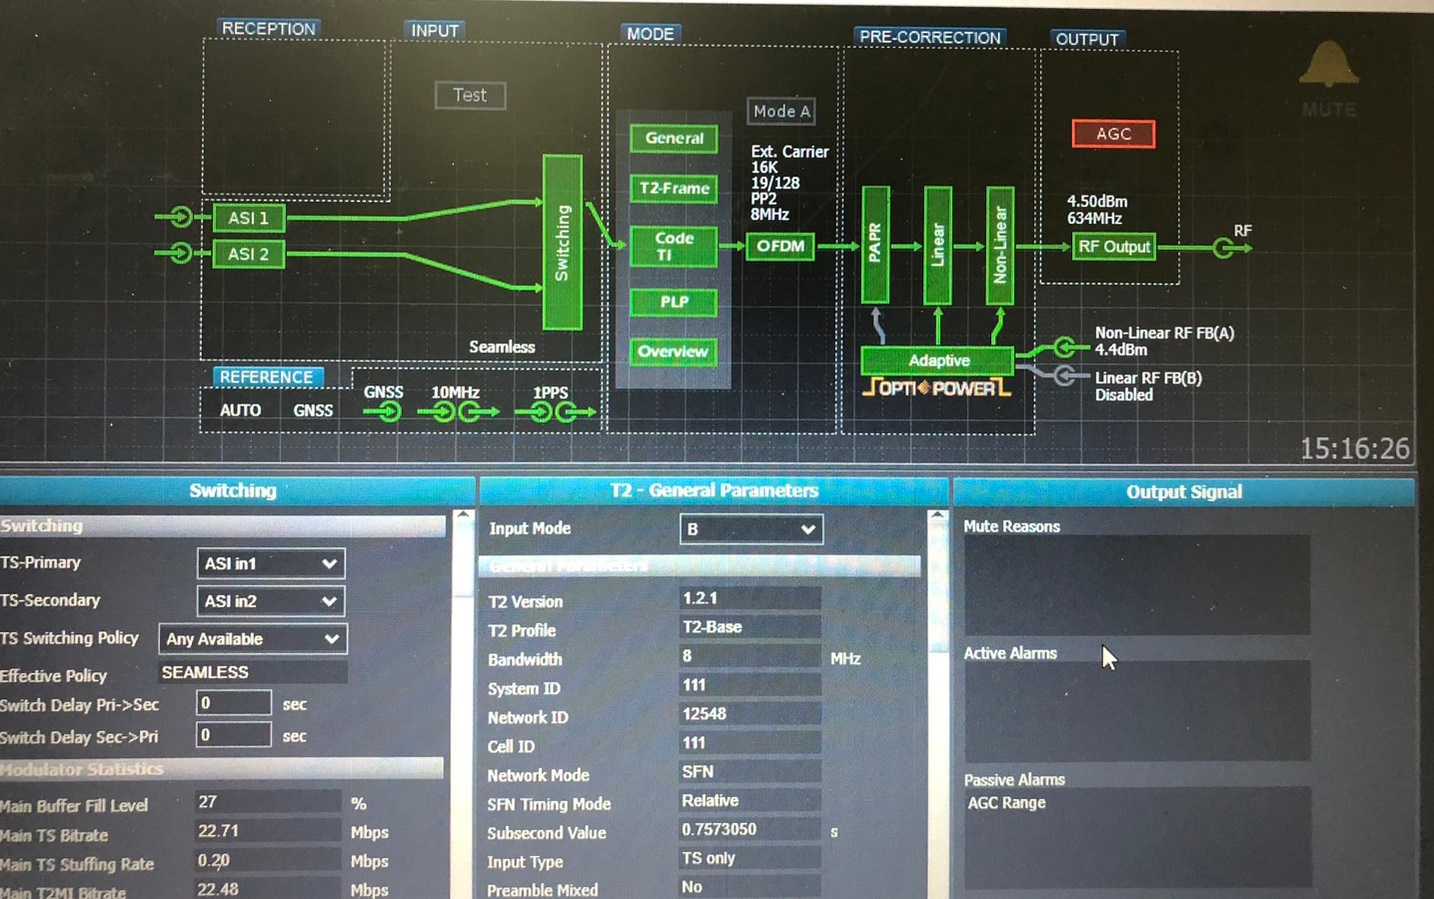 RECEPTION
INPUT
MODE
PRE-CORRECTION
OUTPUT
MUTE
Test
Mode A
AGC
General
T2-Frame
Code
TI
PLP
Overview
Ext. Carrier
16K
19/128
PP2
8MHz
OFDM
ASI 1
ASI 2
Switching
Seamless
PAPR
Linear
Non-Linear
4.50dBm
634MHz
RF Output
RF
Adaptive
OPTI POWER
Non-Linear RF FB(A)
4.4dBm
Linear RF FB(B)
Disabled
REFERENCE
AUTO GNSS
GNSS
10MHz
1PPS
15:16:26
Switching
Switching
TS-Primary ASI in1
TS-Secondary ASI in2
TS Switching Policy Any Available
Effective Policy SEAMLESS
Switch Delay Pri->Sec 0 sec
Switch Delay Sec->Pri 0 sec
Modulator Statistics
Main Buffer Fill Level 27 %
Main TS Bitrate 22.71 Mbps
Main TS Stuffing Rate 0.20 Mbps
Main T2MI Bitrate 22.48 Mbps
T2 - General Parameters
Input Mode B
General Parameters
T2 Version 1.2.1
T2 Profile T2-Base
Bandwidth 8 MHz
System ID 111
Network ID 12548
Cell ID 111
Network Mode SFN
SFN Timing Mode Relative
Subsecond Value 0.7573050 s
Input Type TS only
Preamble Mixed No
Output Signal
Mute Reasons
Active Alarms
Passive Alarms
AGC Range